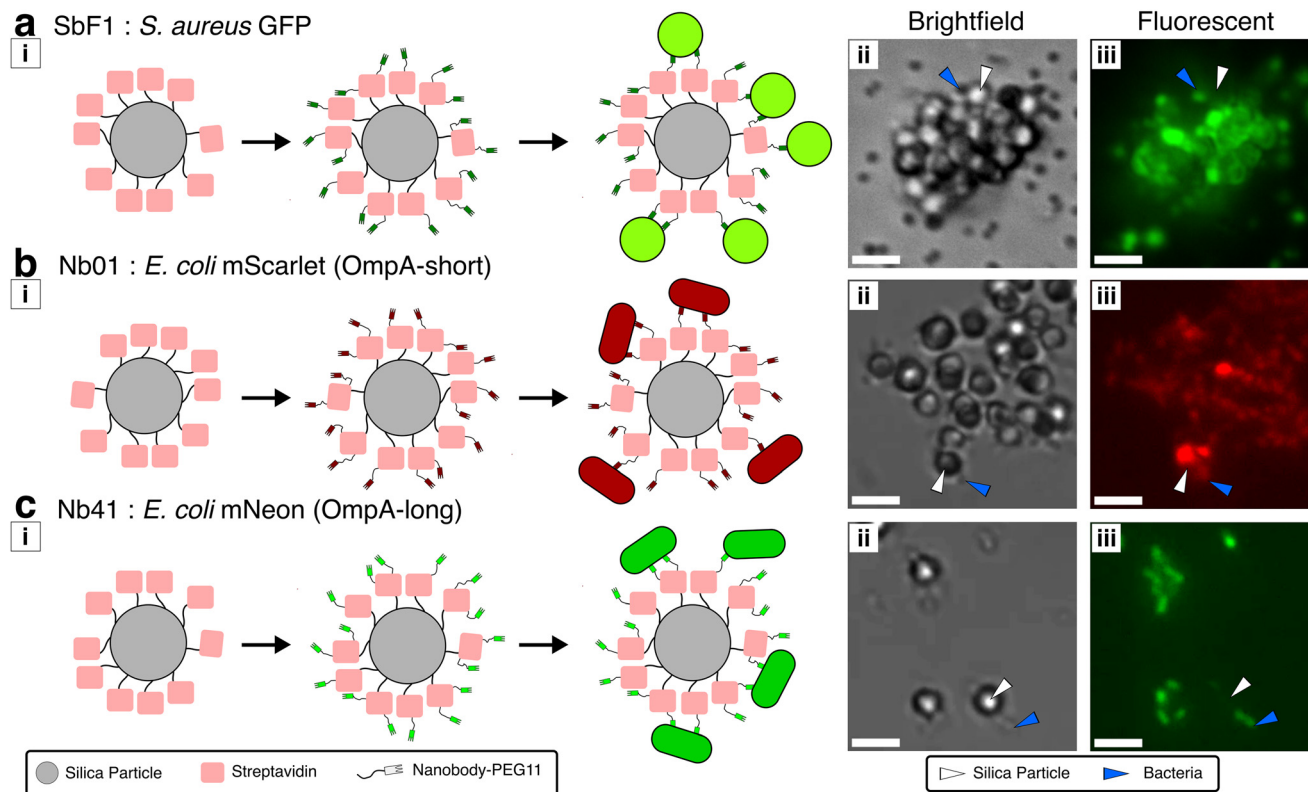 a SbF1 : S. aureus GFP
i
Brightfield
Fluorescent
ii
iii
b Nb01 : E. coli mScarlet (OmpA-short)
i
ii
iii
c Nb41 : E. coli mNeon (OmpA-long)
i
ii
iii
Silica Particle Streptavidin Nanobody-PEG11
Silica Particle Bacteria